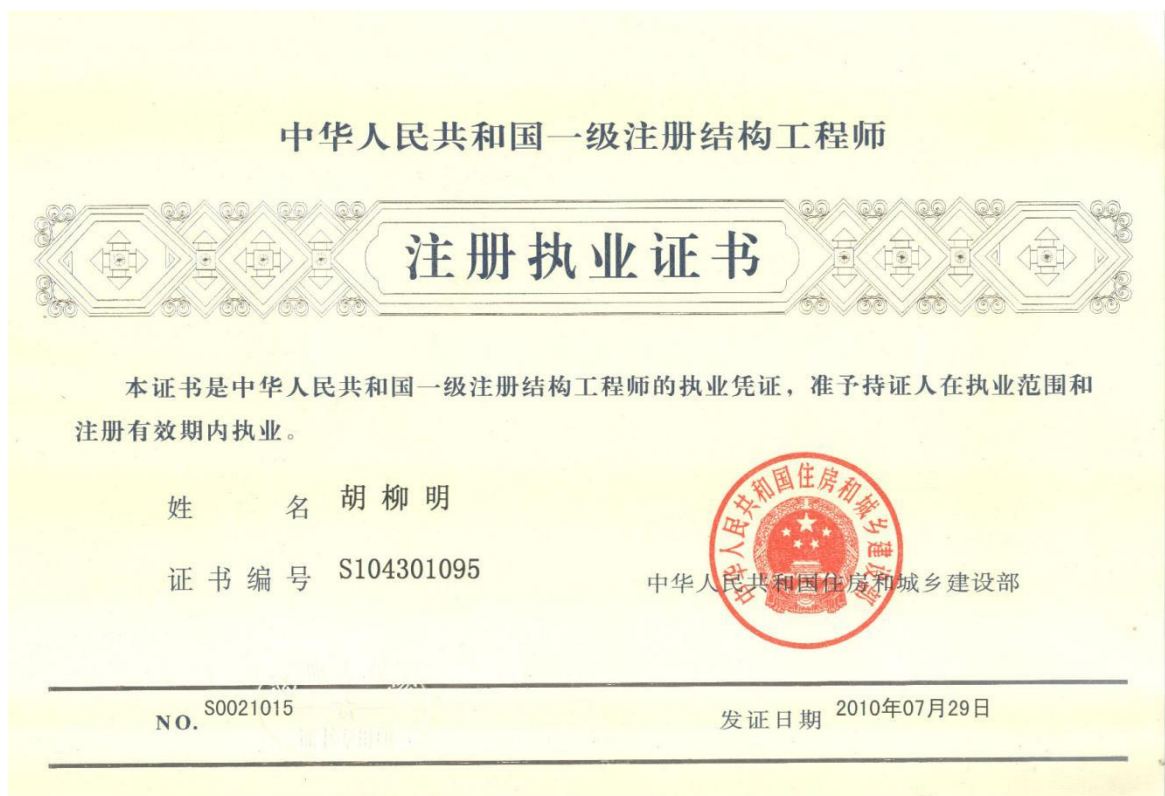 中华人民共和国一级注册结构工程师
注册执业证书
本证书是中华人民共和国一级注册结构工程师的执业凭证，准予持证人在执业范围和
注册有效期内执业。
姓名 胡柳明
证书编号 S104301095
中华人民共和国住房和城乡建设部
中华人民共和国住房和城乡建设部
NO. S0021015
发证日期 2010年07月29日